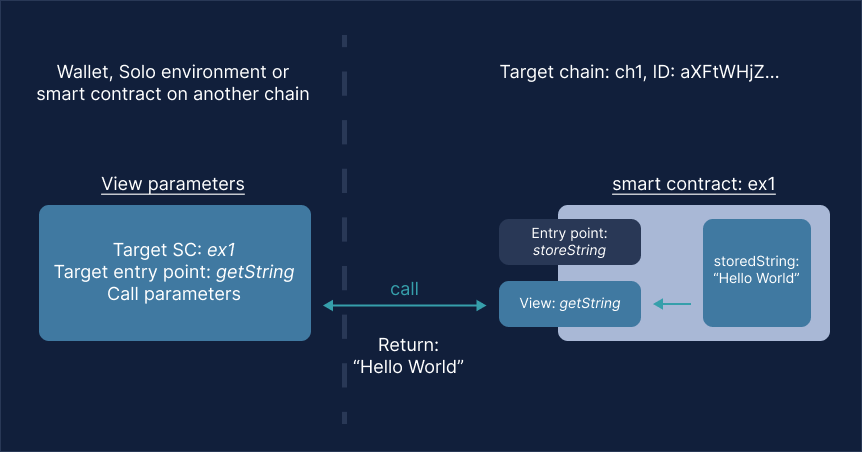 Wallet, Solo environment or
smart contract on another chain
Target chain: ch1, ID: aXFtWHjZ...
View parameters
Target SC: ex1
Target entry point: getString
Call parameters
call
Return:
“Hello World”
smart contract: ex1
Entry point:
storeString
View: getString
storedString:
“Hello World”